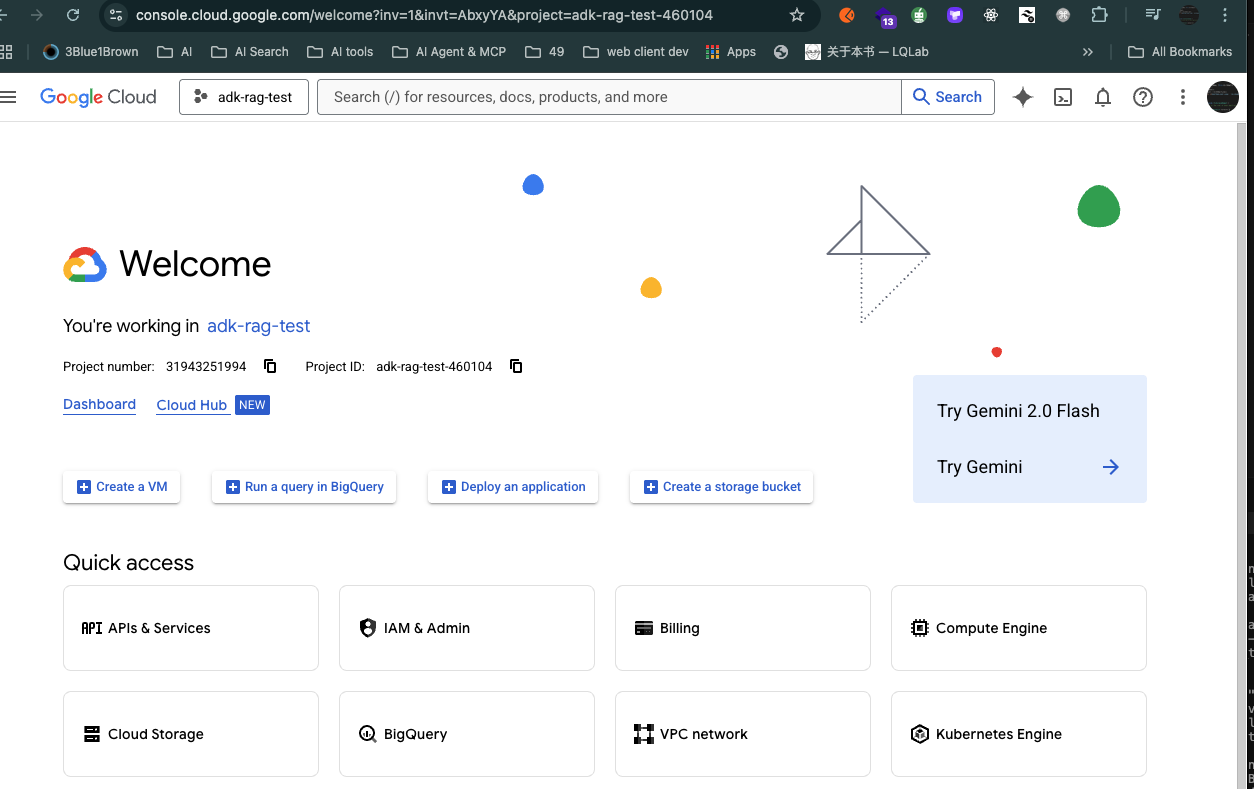 console.cloud.google.com/welcome?inv=1&invt=AbxyYA&project=adk-rag-test-460104
13
3Blue1Brown AI AI Search AI tools AI Agent & MCP 49 web client dev Apps 关于本书 — LQLab » All Bookmarks
Google Cloud adk-rag-test Search (/) for resources, docs, products, and more Search
Welcome
You're working in adk-rag-test
Project number: 31943251994 Project ID: adk-rag-test-460104
Dashboard Cloud Hub NEW
Try Gemini 2.0 Flash
Try Gemini
Create a VM Run a query in BigQuery Deploy an application Create a storage bucket
Quick access
API APIs & Services IAM & Admin Billing Compute Engine
Cloud Storage BigQuery VPC network Kubernetes Engine